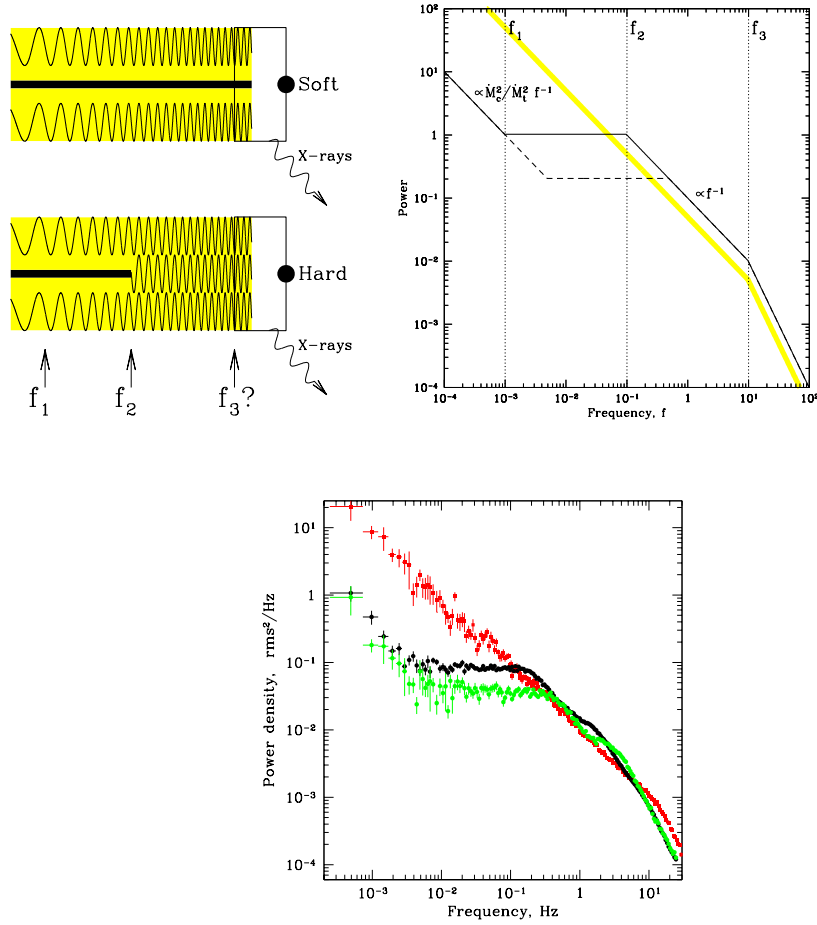 Soft
X-rays
Hard
X-rays
f₁
f₂
f₃?
Power
10²
10¹
1
10⁻¹
10⁻²
10⁻³
10⁻⁴
f₁
f₂
f₃
∝Ṁc²/Ṁt² f⁻¹
∝f⁻¹
10⁻⁴ 10⁻³ 10⁻² 10⁻¹ 1 10¹ 10²
Frequency, f
Power density, rms²/Hz
10¹
1
10⁻¹
10⁻²
10⁻³
10⁻⁴
10⁻³ 10⁻² 10⁻¹ 1 10¹
Frequency, Hz